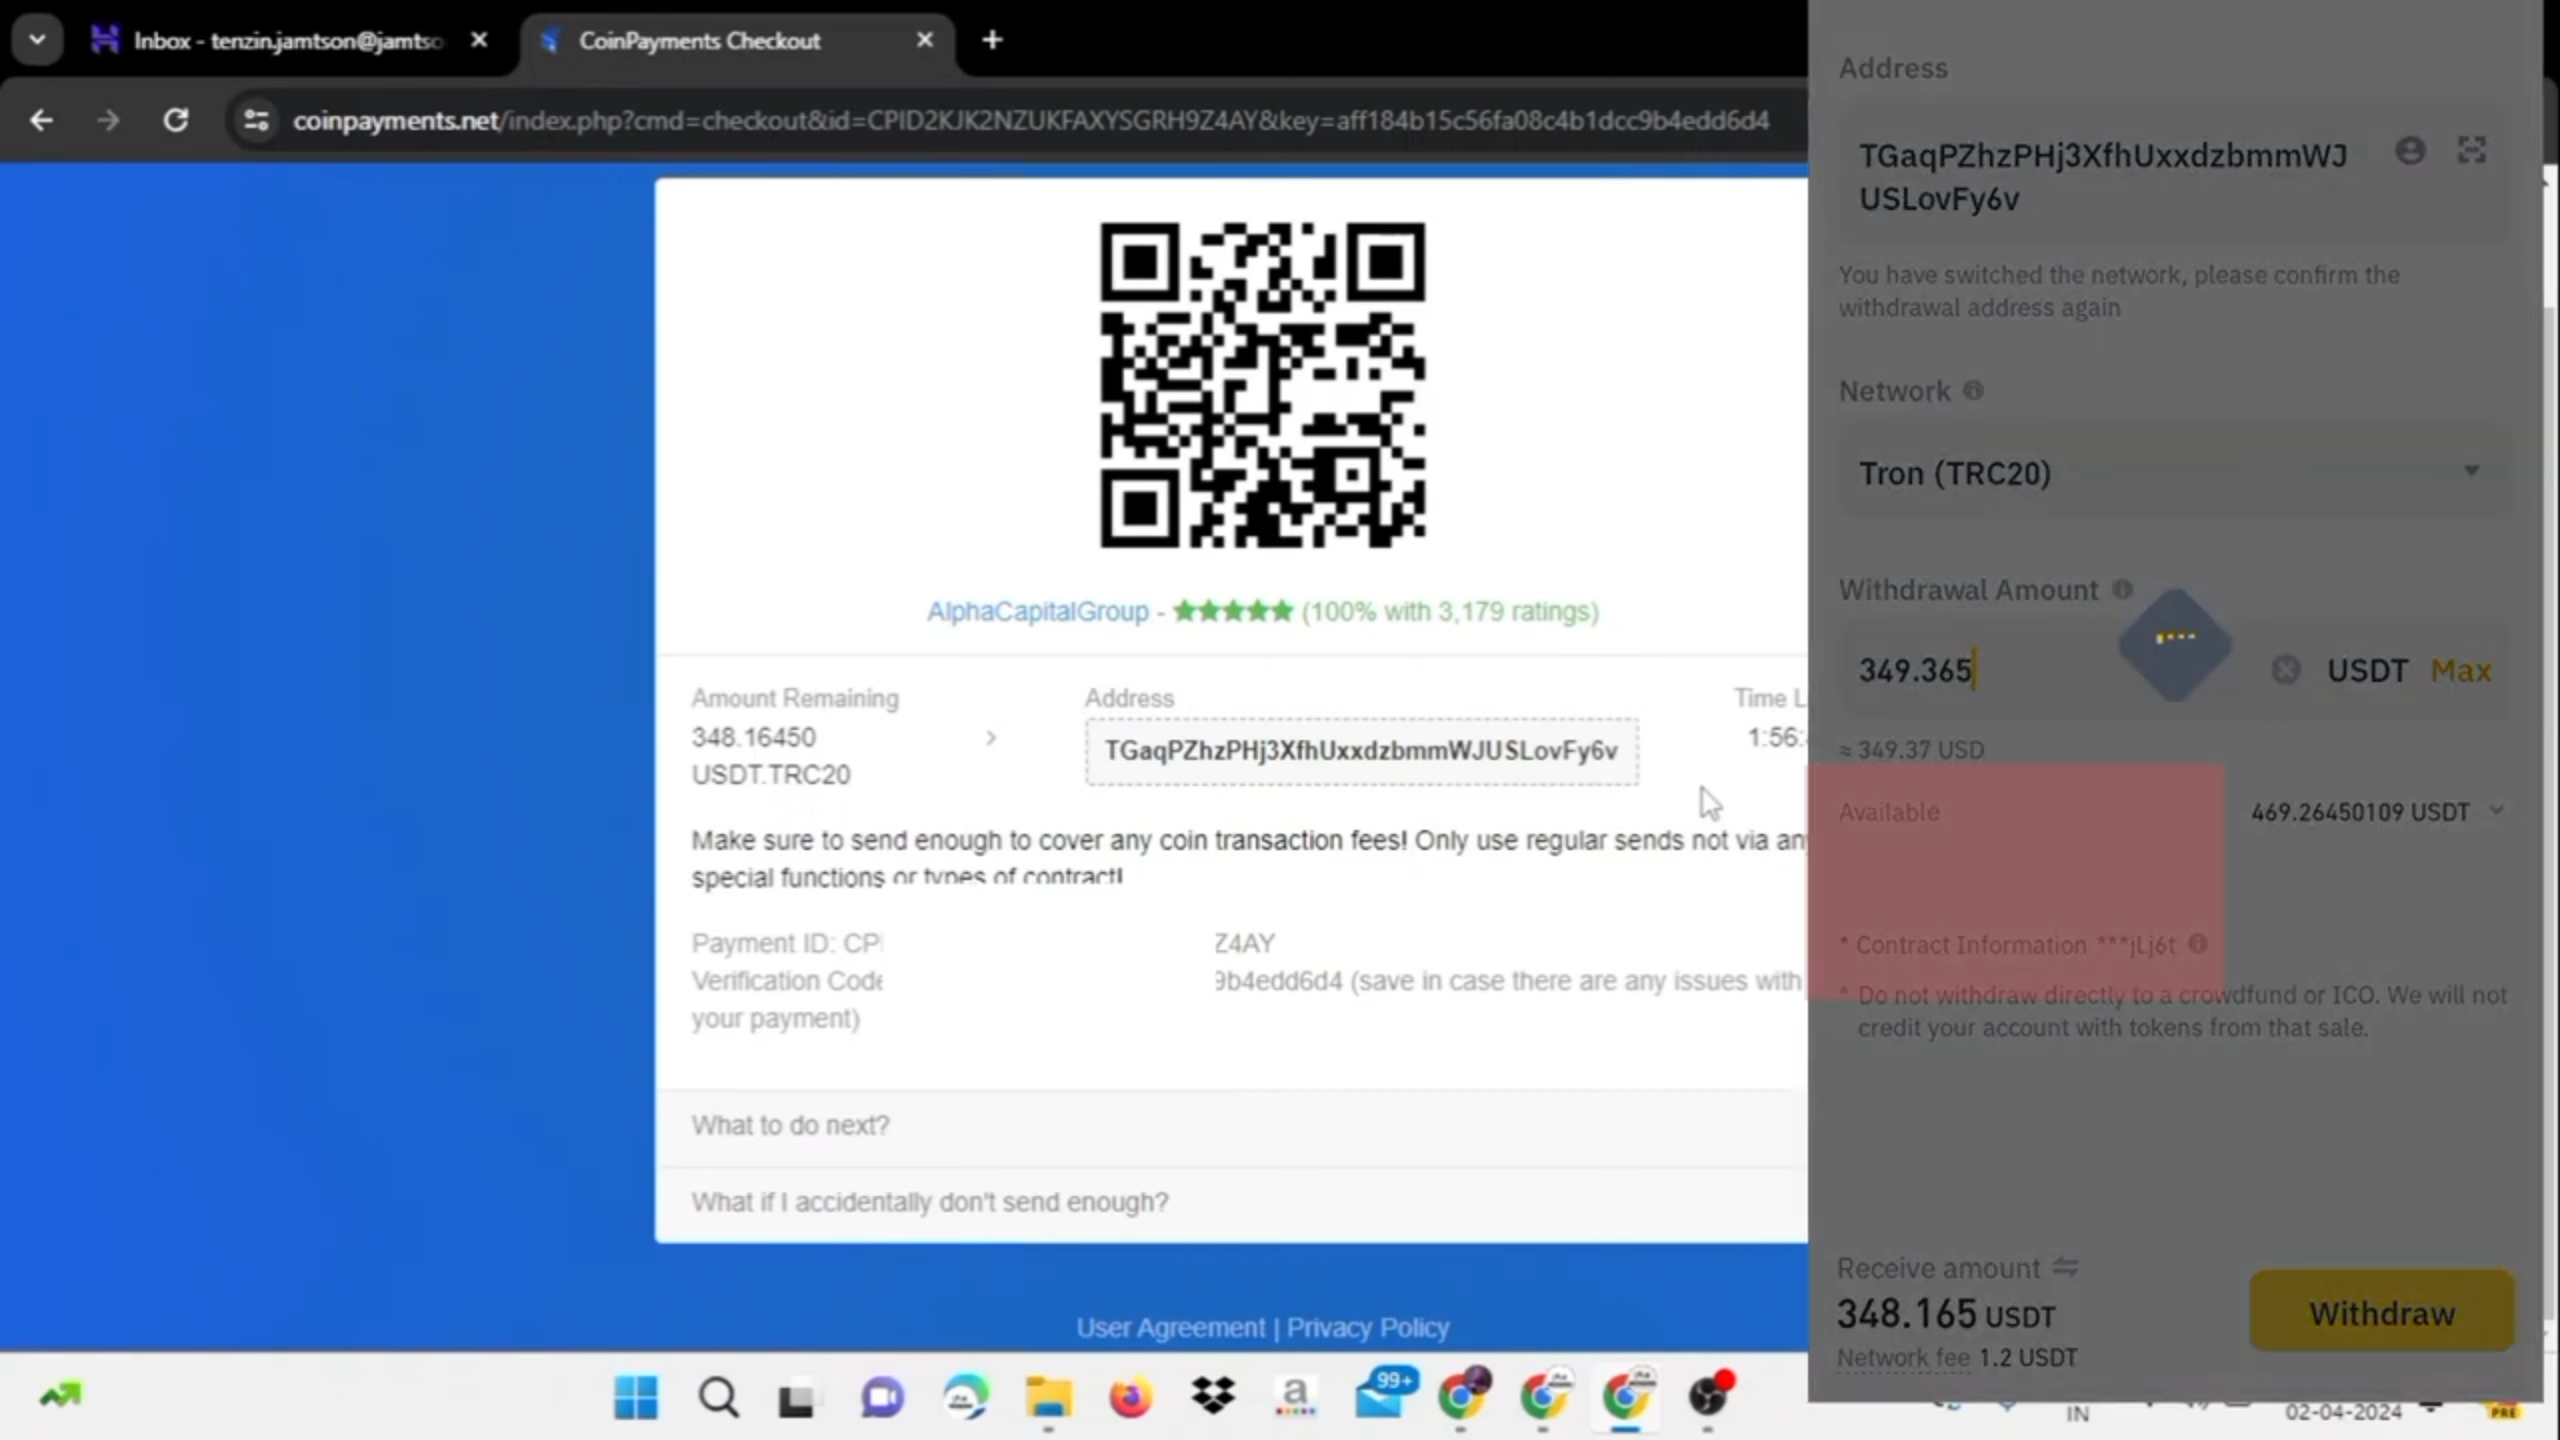 Inbox - tenzin.jamtso@jamtso
CoinPayments Checkout
coinpayments.net/index.php?cmd=checkout&id=CPID2KJK2NZUKFAXYSGRH9Z4AY&key=aff184b15c56fa08c4b1dcc9b4edd6d4
AlphaCapitalGroup - ★★★★★ (100% with 3,179 ratings)
Amount Remaining
348.16450
USDT.TRC20
Address
TGaqPZhzPHj3XfhUxxdzbmmWJUSLovFy6v
Time L
1:56:
Make sure to send enough to cover any coin transaction fees! Only use regular sends not via an
special functions or types of contract!
Payment ID: CP Z4AY
Verification Code 9b4edd6d4 (save in case there are any issues with
your payment)
What to do next?
What if I accidentally don't send enough?
User Agreement | Privacy Policy
Address
TGaqPZhzPHj3XfhUxxdzbmmWJ
USLovFy6v
You have switched the network, please confirm the
withdrawal address again
Network
Tron (TRC20)
Withdrawal Amount
349.365 USDT Max
≈ 349.37 USD
Available 469.26450109 USDT
* Contract Information ***jLj6t
* Do not withdraw directly to a crowdfund or ICO. We will not
credit your account with tokens from that sale.
Receive amount
348.165 USDT
Network fee 1.2 USDT
Withdraw
99+
IN
02-04-2024
PRE